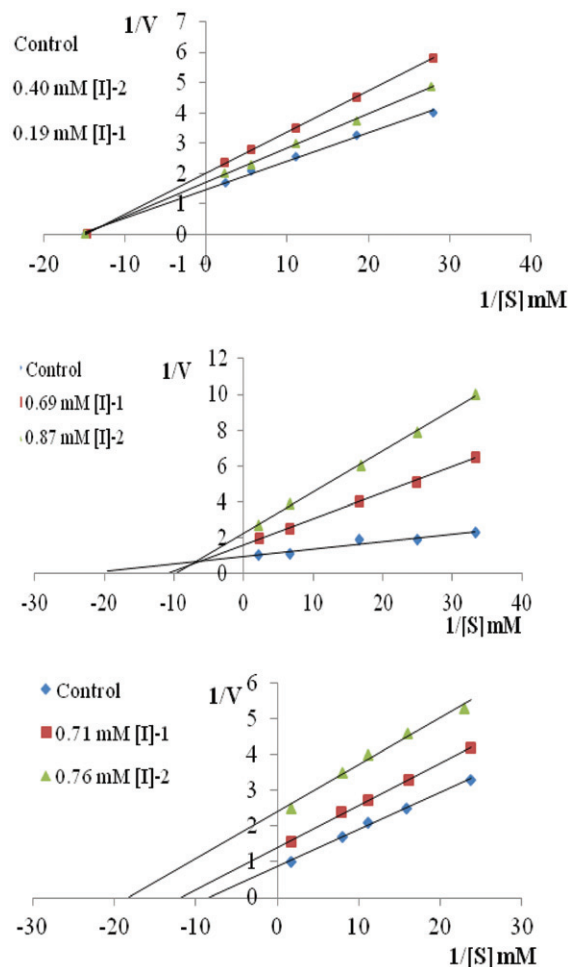 1/V
Control
0.40 mM [I]-2
0.19 mM [I]-1
7
6
5
4
3
2
1
0
-1
-20 -10 0 10 20 30 40
1/[S] mM
Control
0.69 mM [I]-1
0.87 mM [I]-2
1/V
12
10
8
6
4
2
0
-30 -20 -10 0 10 20 30 40
1/[S] mM
Control
0.71 mM [I]-1
0.76 mM [I]-2
1/V
6
5
4
3
2
1
0
-30 -20 -10 0 10 20 30
1/[S] mM